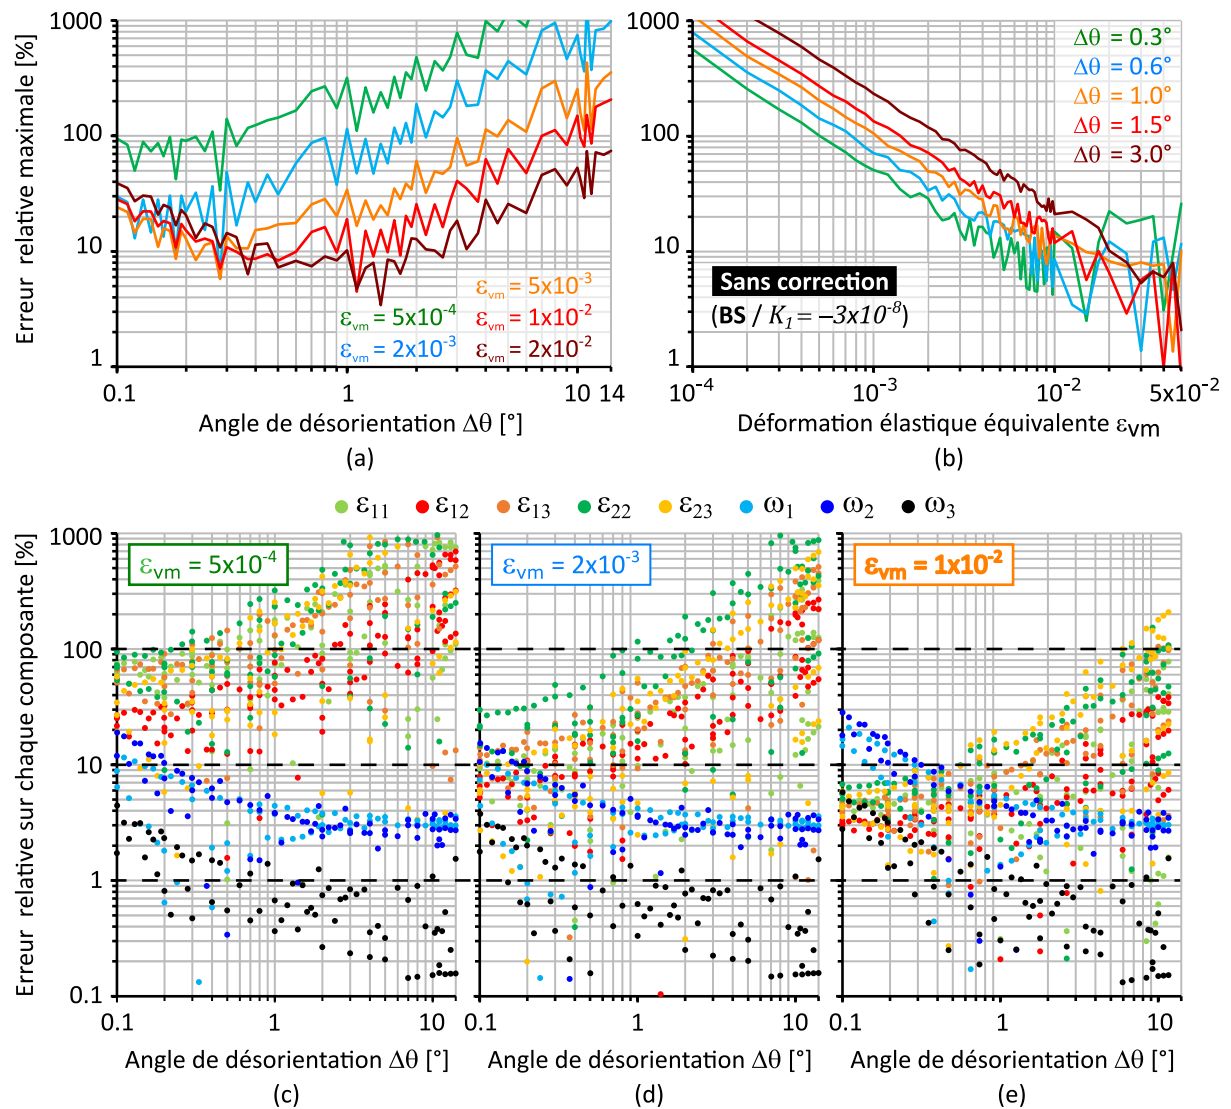 Erreur relative maximale [%]
1000
100
10
1
εvm = 5x10-3
εvm = 5x10-4
εvm = 1x10-2
εvm = 2x10-3
εvm = 2x10-2
0.1
1
10
14
Angle de désorientation Δθ [°]
(a)
1000
100
10
1
Δθ = 0.3°
Δθ = 0.6°
Δθ = 1.0°
Δθ = 1.5°
Δθ = 3.0°
Sans correction
(BS / K1 = −3x10-8)
10-4
10-3
10-2
5x10-2
Déformation élastique équivalente εvm
(b)
ε11
ε12
ε13
ε22
ε23
ω1
ω2
ω3
Erreur relative sur chaque composante [%]
1000
100
10
1
0.1
εvm = 5x10-4
0.1
1
10
Angle de désorientation Δθ [°]
(c)
εvm = 2x10-3
0.1
1
10
Angle de désorientation Δθ [°]
(d)
εvm = 1x10-2
0.1
1
10
Angle de désorientation Δθ [°]
(e)